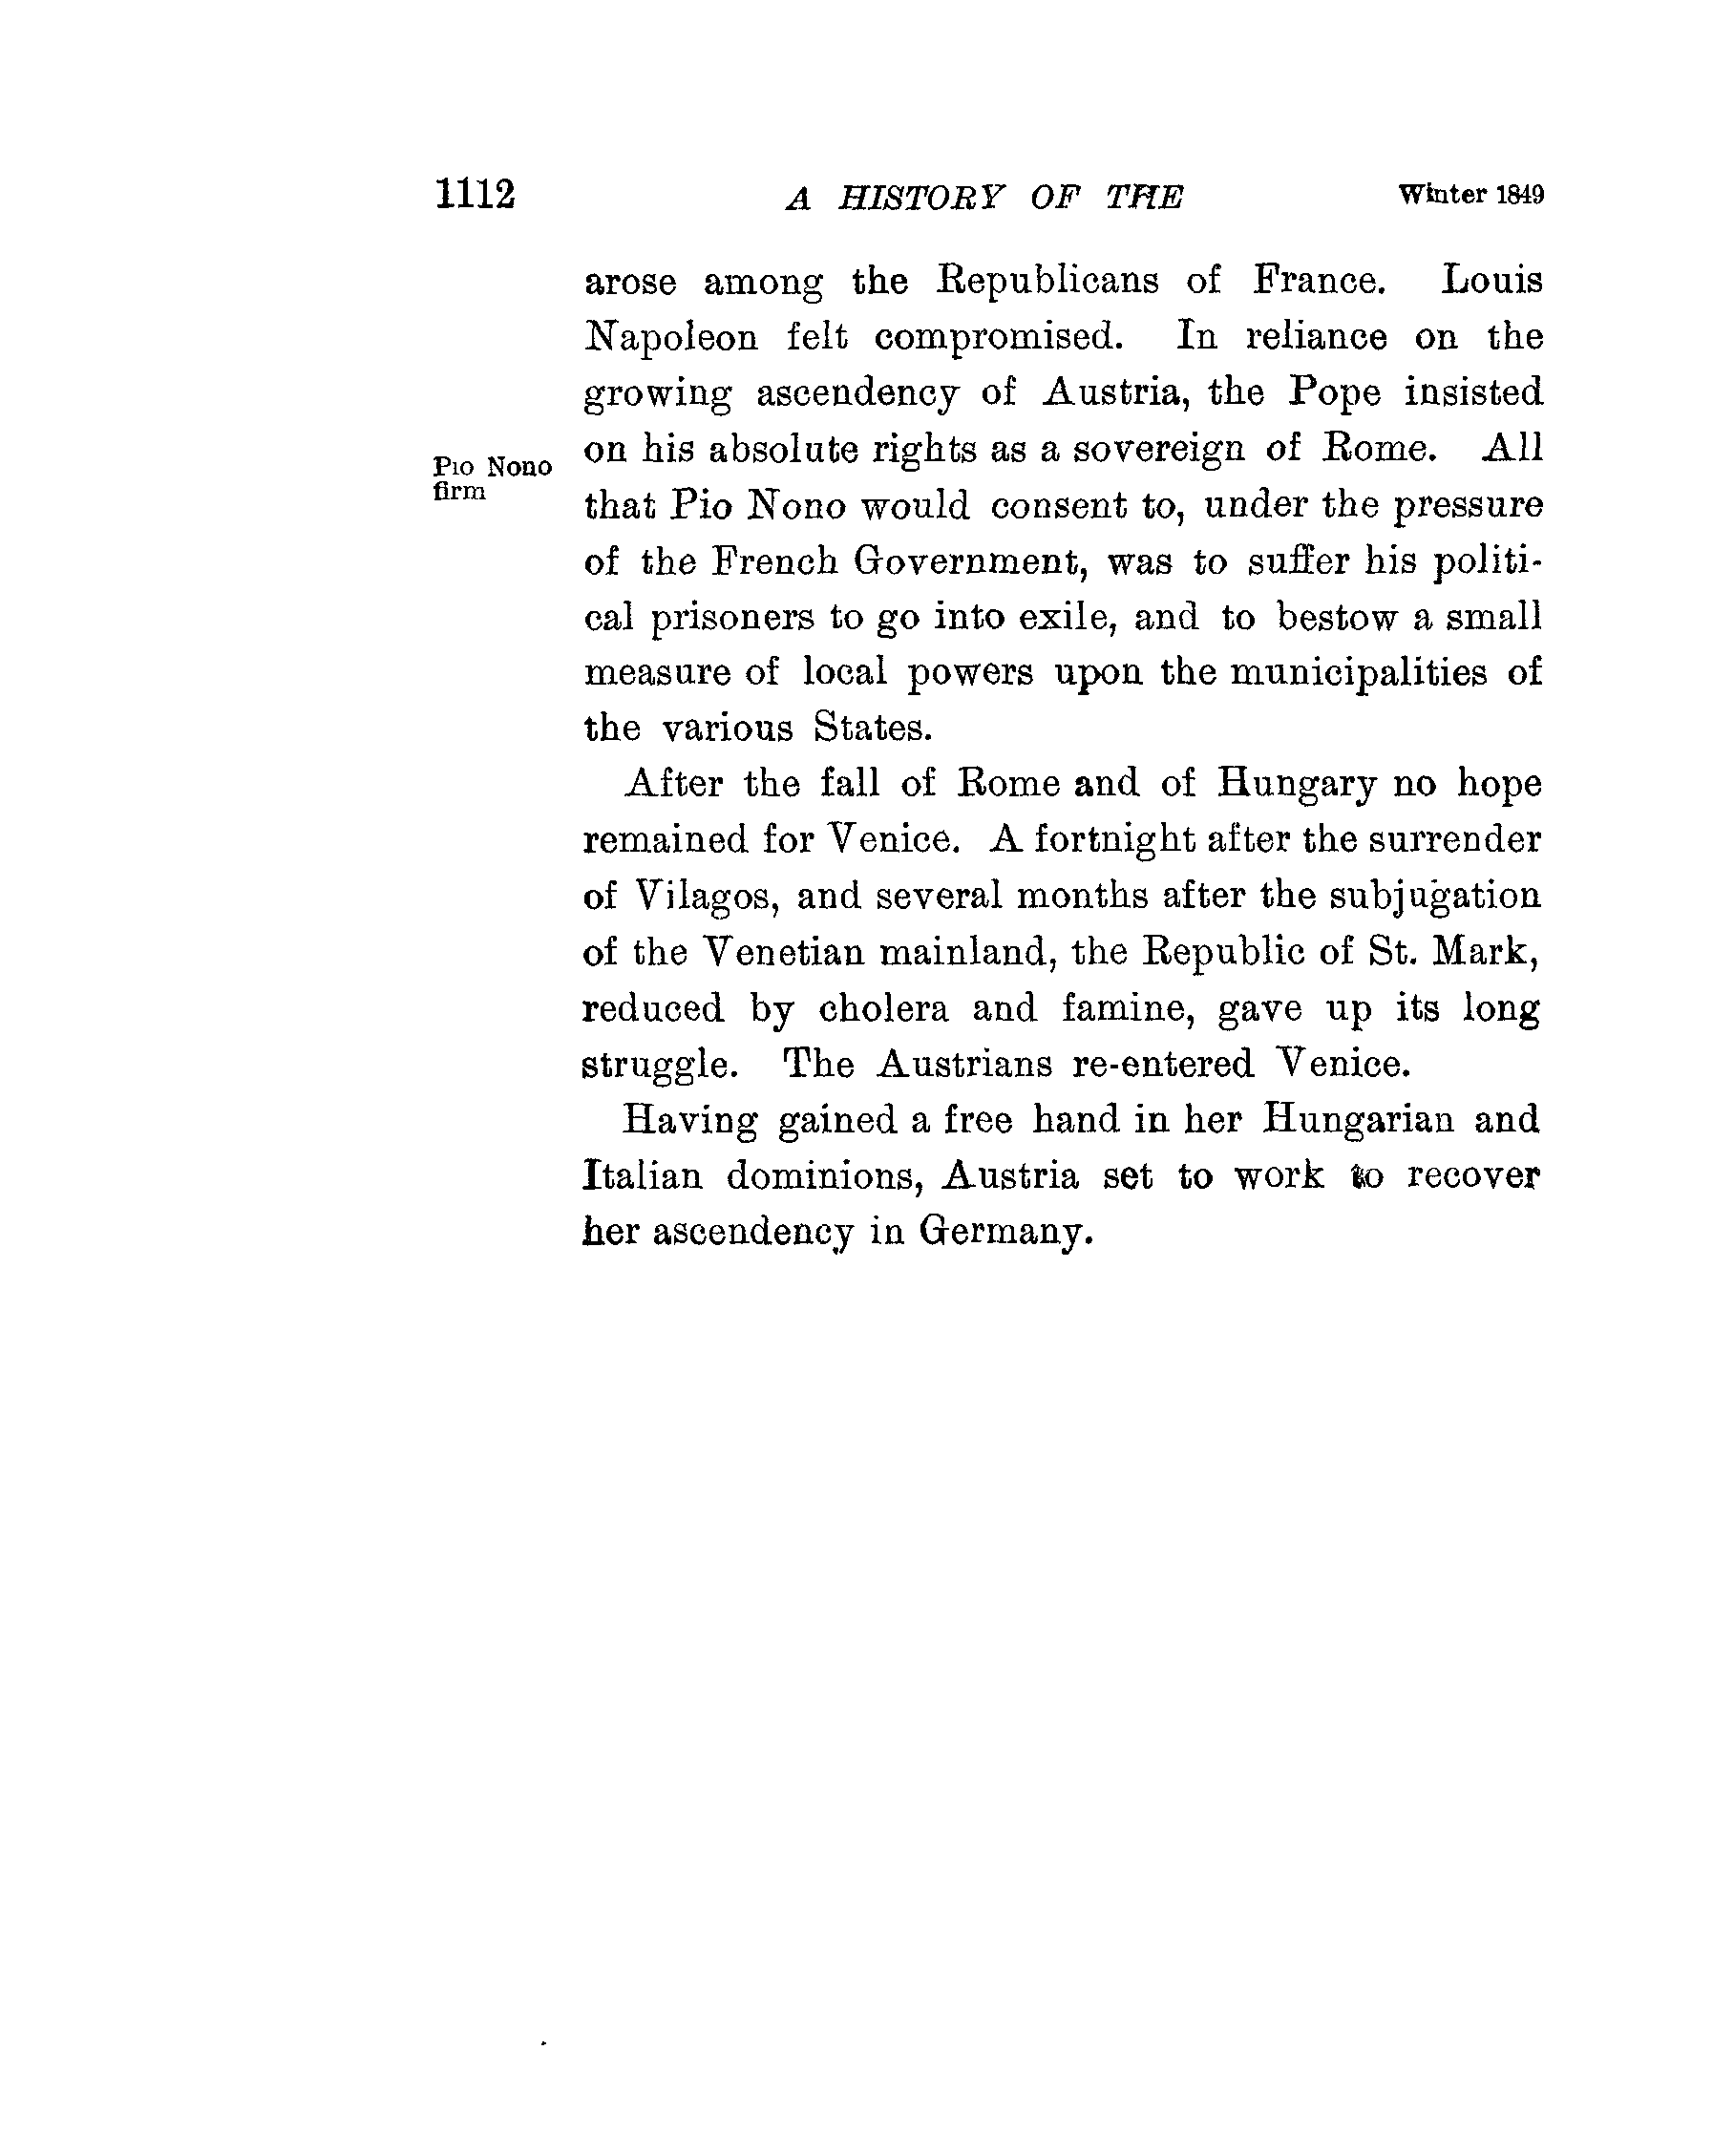 1112 A HISTORY OF THE Winter 1849
arose among the Republicans of France. Louis
Napoleon felt compromised. In reliance on the
growing ascendency of Austria, the Pope insisted
on his absolute rights as a sovereign of Rome. All
Pio Nono
firm
that Pio Nono would consent to, under the pressure
of the French Government, was to suffer his politi-
cal prisoners to go into exile, and to bestow a small
measure of local powers upon the municipalities of
the various States.
After the fall of Rome and of Hungary no hope
remained for Venice. A fortnight after the surrender
of Vilagos, and several months after the subjugation
of the Venetian mainland, the Republic of St. Mark,
reduced by cholera and famine, gave up its long
struggle. The Austrians re-entered Venice.
Having gained a free hand in her Hungarian and
Italian dominions, Austria set to work to recover
her ascendency in Germany.